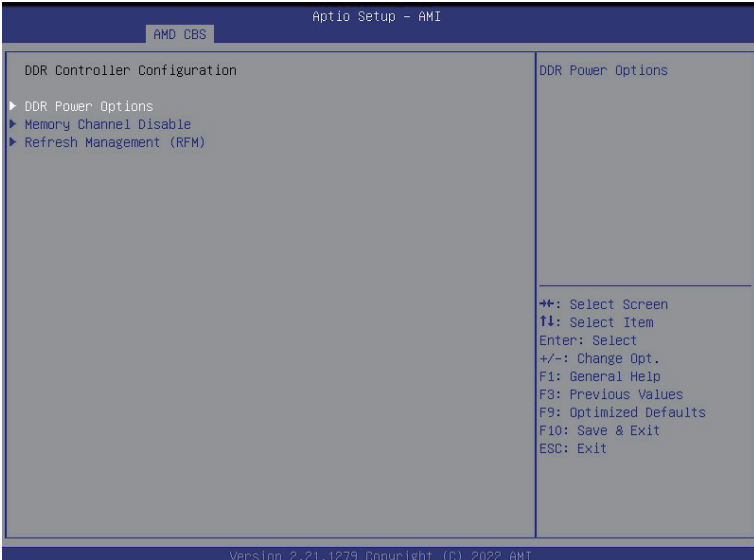 Aptio Setup – AMI
AMD CBS
DDR Controller Configuration
DDR Power Options
Memory Channel Disable
Refresh Management (RFM)
DDR Power Options
→←: Select Screen
↑↓: Select Item
Enter: Select
+/-: Change Opt.
F1: General Help
F3: Previous Values
F9: Optimized Defaults
F10: Save & Exit
ESC: Exit
Version 2.21.1279 Copyright (C) 2022 AMI